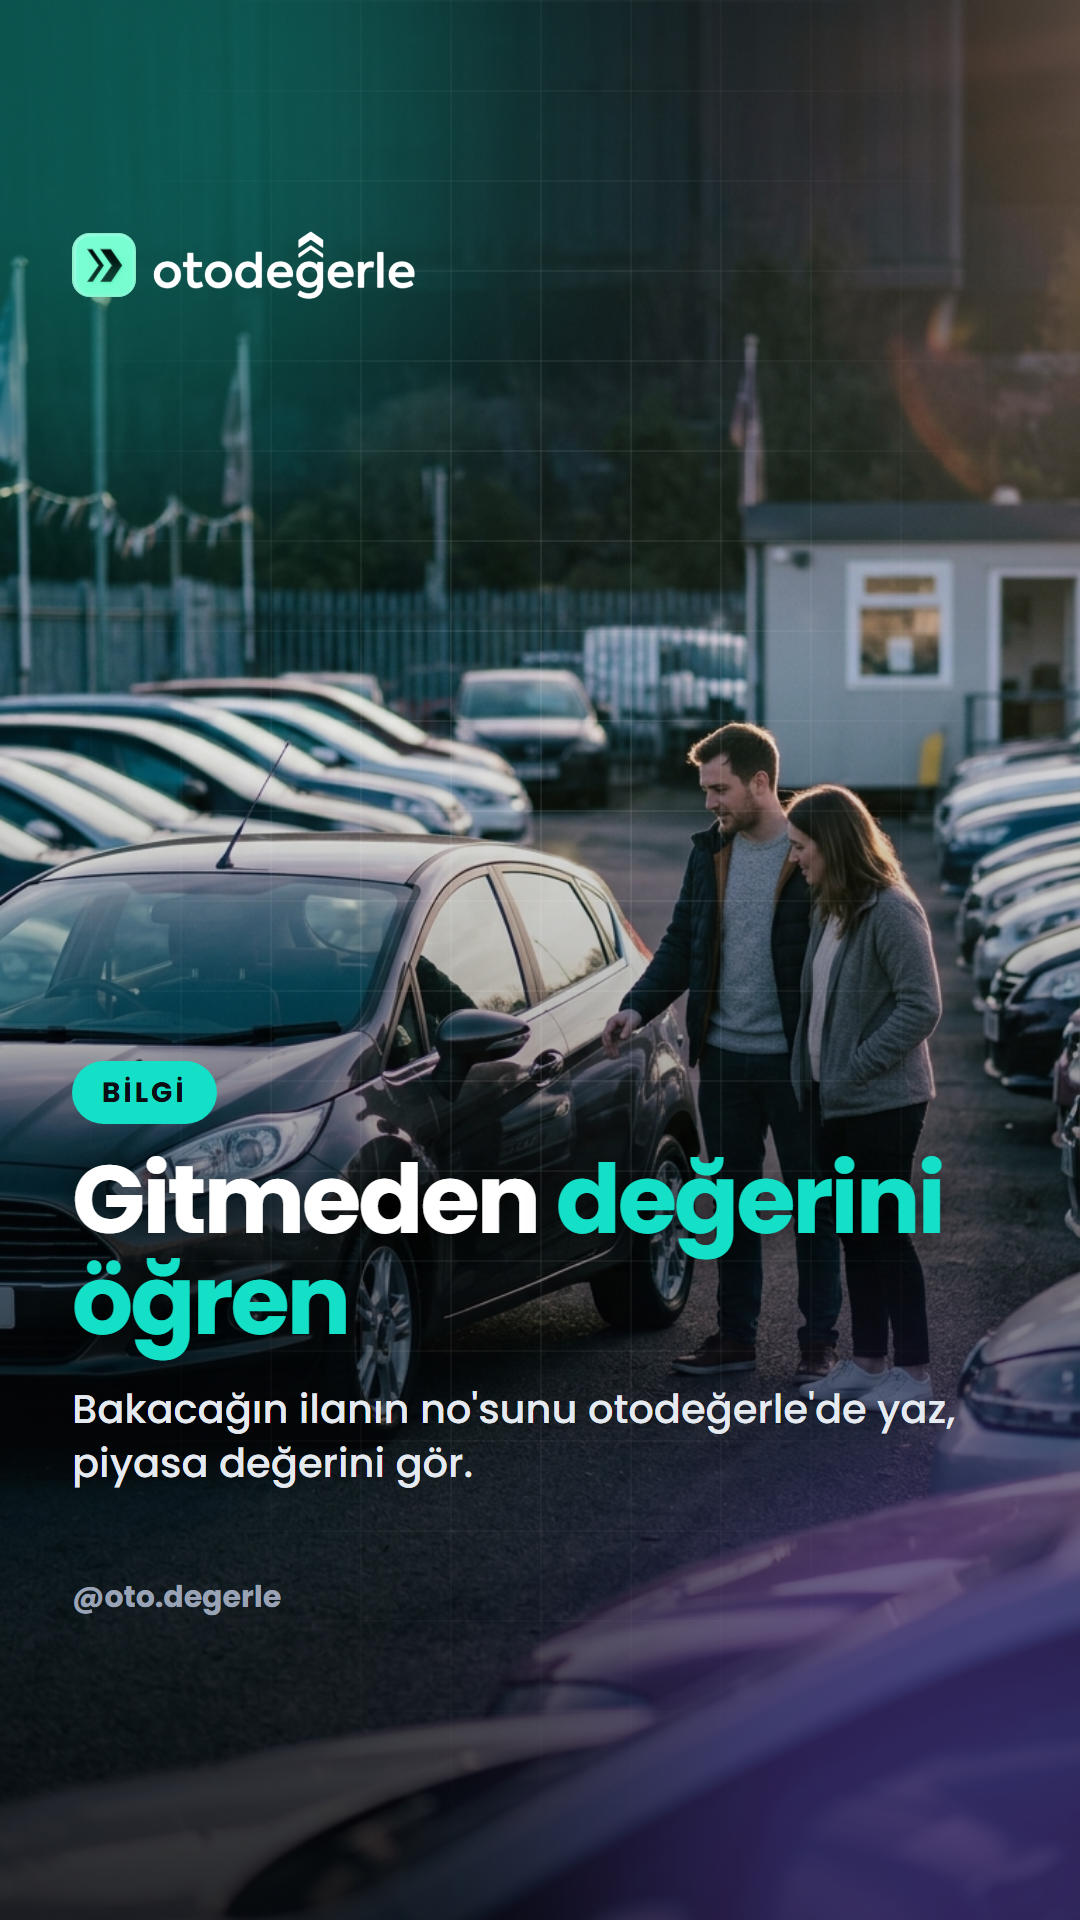 otodeğerle
BİLGİ
Gitmeden değerini
öğren
Bakacağın ilanın no'sunu otodeğerle'de yaz,
piyasa değerini gör.
@oto.degerle